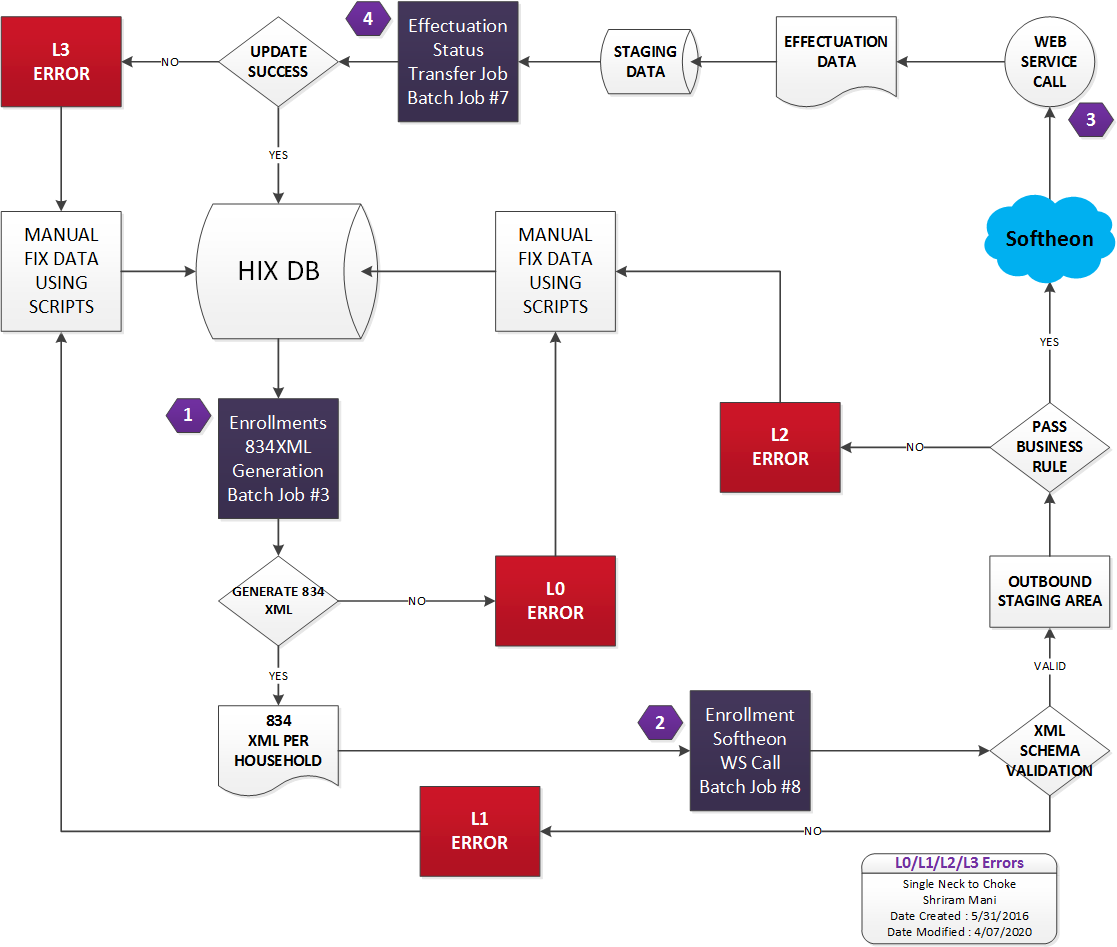 L3
ERROR
NO
UPDATE
SUCCESS
4
Effectuation
Status
Transfer Job
Batch Job #7
STAGING
DATA
EFFECTUATION
DATA
WEB
SERVICE
CALL
3
YES
MANUAL
FIX DATA
USING
SCRIPTS
HIX DB
MANUAL
FIX DATA
USING
SCRIPTS
Softheon
YES
1
Enrollments
834XML
Generation
Batch Job #3
L2
ERROR
NO
PASS
BUSINESS
RULE
GENERATE 834
XML
NO
L0
ERROR
OUTBOUND
STAGING AREA
YES
VALID
834
XML PER
HOUSEHOLD
2
Enrollment
Softheon
WS Call
Batch Job #8
XML
SCHEMA
VALIDATION
L1
ERROR
NO
L0/L1/L2/L3 Errors
Single Neck to Choke
Shriram Mani
Date Created : 5/31/2016
Date Modified : 4/07/2020